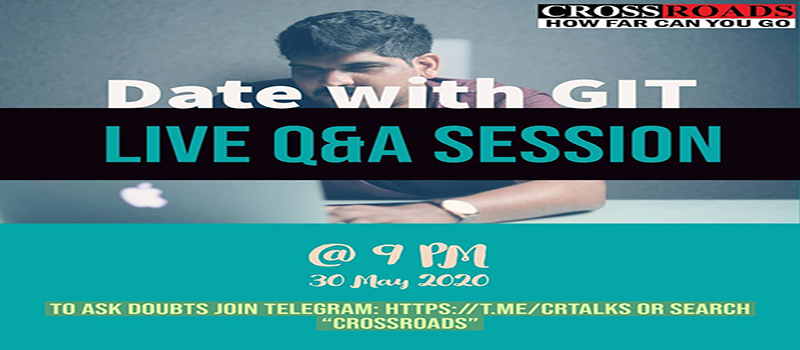 CROSSROADS
HOW FAR CAN YOU GO
Date with GIT
LIVE Q&A SESSION
@ 9 PM
30 May 2020
TO ASK DOUBTS JOIN TELEGRAM: HTTPS://T.ME/CRTALKS OR SEARCH
“CROSSROADS”